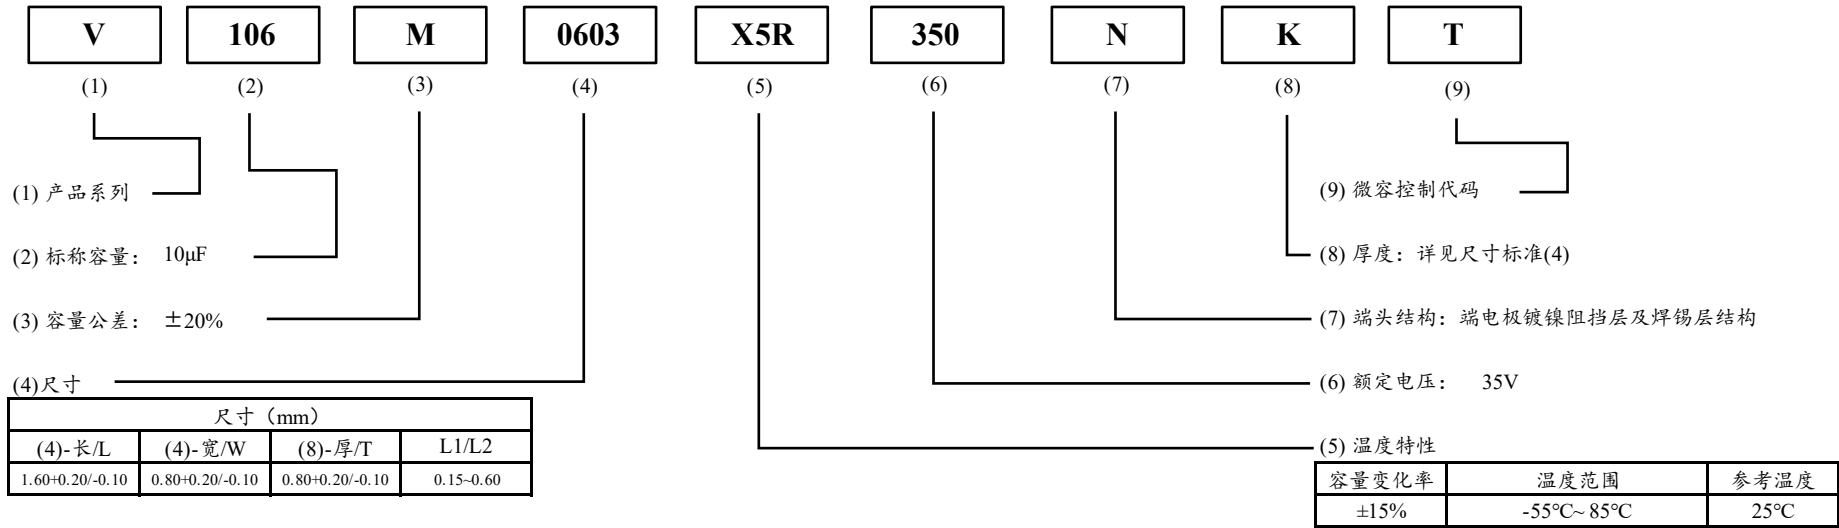 V 106 M 0603 X5R 350 N K T
(1) (2) (3) (4) (5) (6) (7) (8) (9)
(1) 产品系列
(9) 微容控制代码
(2) 标称容量： 10μF
(8) 厚度：详见尺寸标准(4)
(3) 容量公差： ±20%
(7) 端头结构：端电极镀镍阻挡层及焊锡层结构
(4)尺寸
(6) 额定电压： 35V
尺寸（mm）
(4)-长/L (4)-宽/W (8)-厚/T L1/L2
1.60+0.20/-0.10 0.80+0.20/-0.10 0.80+0.20/-0.10 0.15~0.60
(5) 温度特性
容量变化率 温度范围 参考温度
±15% -55℃~ 85℃ 25℃